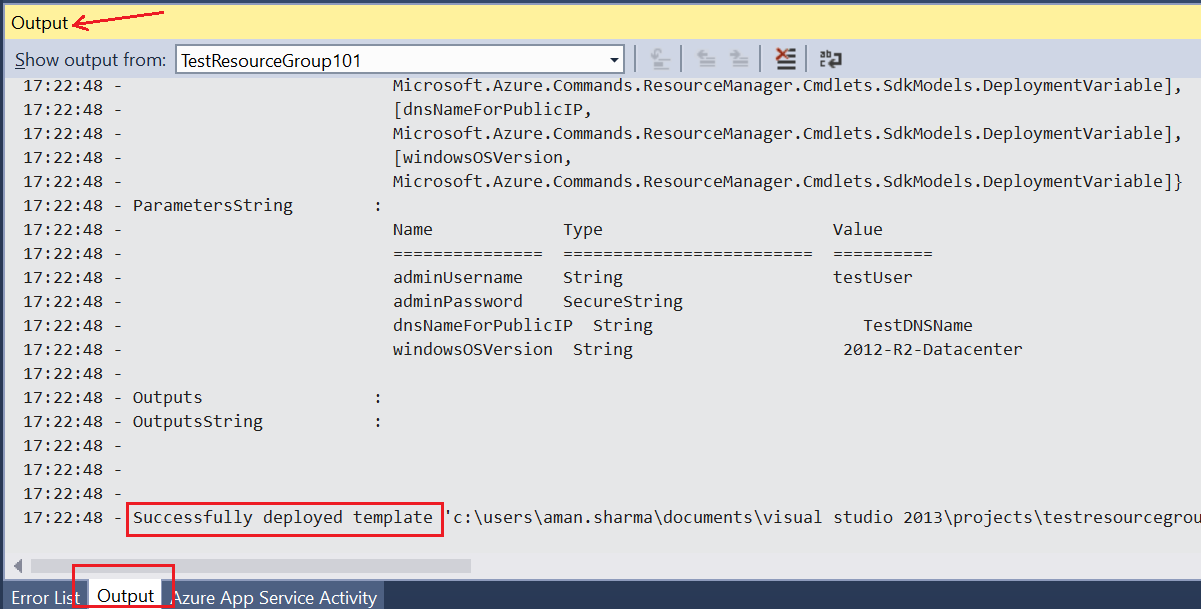 Output
Show output from: TestResourceGroup101
17:22:48 - Microsoft.Azure.Commands.ResourceManager.Cmdlets.SdkModels.DeploymentVariable],
17:22:48 - [dnsNameForPublicIP,
17:22:48 - Microsoft.Azure.Commands.ResourceManager.Cmdlets.SdkModels.DeploymentVariable],
17:22:48 - [windowsOSVersion,
17:22:48 - Microsoft.Azure.Commands.ResourceManager.Cmdlets.SdkModels.DeploymentVariable]}
17:22:48 - ParametersString :
17:22:48 - Name Type Value
17:22:48 - =============== ========================= ==========
17:22:48 - adminUsername String testUser
17:22:48 - adminPassword SecureString
17:22:48 - dnsNameForPublicIP String TestDNSName
17:22:48 - windowsOSVersion String 2012-R2-Datacenter
17:22:48 -
17:22:48 - Outputs :
17:22:48 - OutputsString :
17:22:48 -
17:22:48 -
17:22:48 -
17:22:48 - Successfully deployed template 'c:\users\aman.sharma\documents\visual studio 2013\projects\testresourcegrou
Error List Output Azure App Service Activity